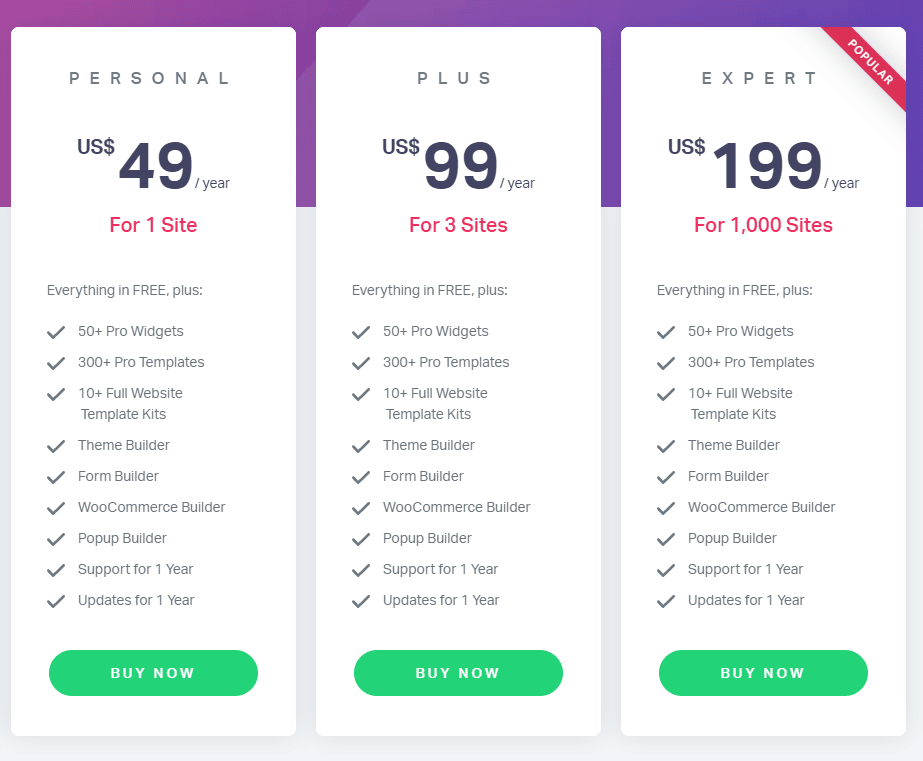 PERSONAL
US$ 49 / year
For 1 Site
Everything in FREE, plus:
50+ Pro Widgets
300+ Pro Templates
10+ Full Website
Template Kits
Theme Builder
Form Builder
WooCommerce Builder
Popup Builder
Support for 1 Year
Updates for 1 Year
BUY NOW
PLUS
US$ 99 / year
For 3 Sites
Everything in FREE, plus:
50+ Pro Widgets
300+ Pro Templates
10+ Full Website
Template Kits
Theme Builder
Form Builder
WooCommerce Builder
Popup Builder
Support for 1 Year
Updates for 1 Year
BUY NOW
POPULAR
EXPERT
US$ 199 / year
For 1,000 Sites
Everything in FREE, plus:
50+ Pro Widgets
300+ Pro Templates
10+ Full Website
Template Kits
Theme Builder
Form Builder
WooCommerce Builder
Popup Builder
Support for 1 Year
Updates for 1 Year
BUY NOW